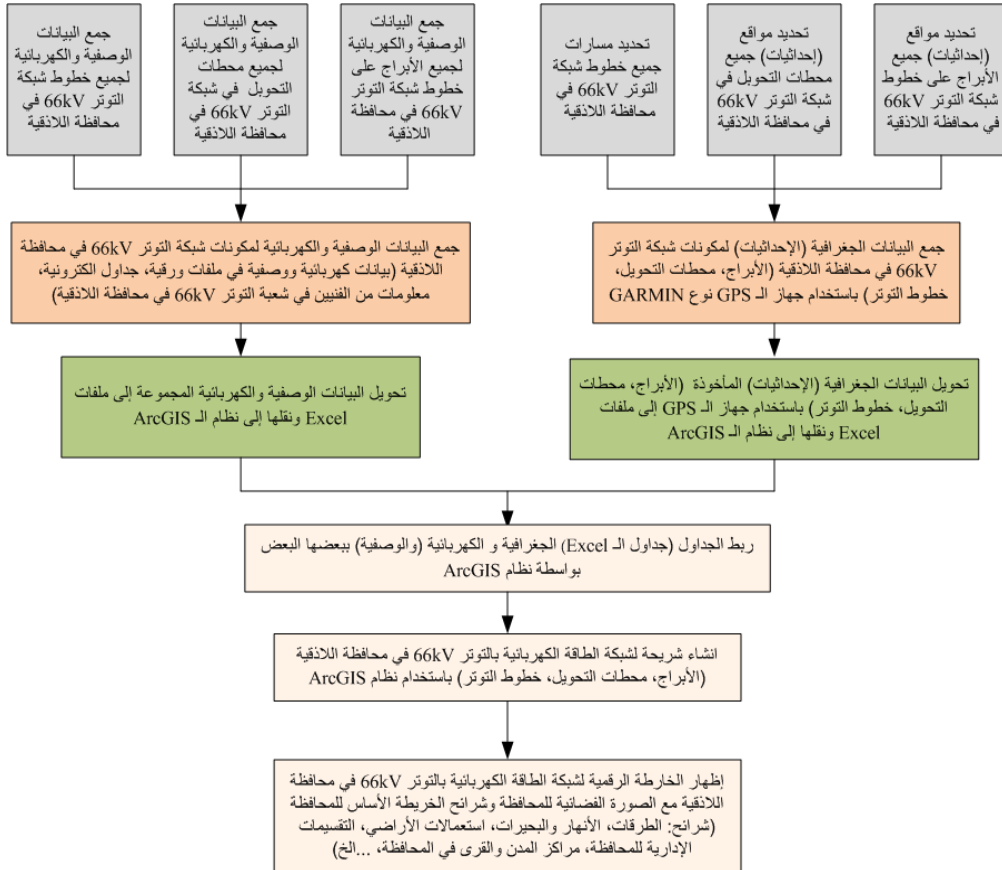 تحديد مواقع
(إحداثيات) جميع
الأبراج على خطوط
شبكة التوتر 66kV
في محافظة اللاذقية
تحديد مواقع
(إحداثيات) جميع
محطات التحويل في
شبكة التوتر 66kV
في محافظة اللاذقية
تحديد مسارات
جميع خطوط شبكة
التوتر 66kV في
محافظة اللاذقية
جمع البيانات
الوصفية والكهربائية
لجميع الأبراج على
خطوط شبكة التوتر
66kV في محافظة
اللاذقية
جمع البيانات
الوصفية والكهربائية
لجميع محطات
التحويل في شبكة
التوتر 66kV في
محافظة اللاذقية
جمع البيانات
الوصفية والكهربائية
لجميع خطوط شبكة
التوتر 66kV في
محافظة اللاذقية
جمع البيانات الجغرافية (الإحداثيات) لمكونات شبكة التوتر
66kV في محافظة اللاذقية (الأبراج، محطات التحويل،
خطوط التوتر) باستخدام جهاز الـ GPS نوع GARMIN
جمع البيانات الوصفية والكهربائية لمكونات شبكة التوتر 66kV في محافظة
اللاذقية (بيانات كهربائية ووصفية في ملفات ورقية، جداول الكترونية،
معلومات من الفنيين في شعبة التوتر 66kV في محافظة اللاذقية)
تحويل البيانات الجغرافية (الإحداثيات) المأخوذة (الأبراج، محطات
التحويل، خطوط التوتر) باستخدام جهاز الـ GPS إلى ملفات
Excel ونقلها إلى نظام الـ ArcGIS
تحويل البيانات الوصفية والكهربائية المجموعة إلى ملفات
Excel ونقلها إلى نظام الـ ArcGIS
ربط الجداول (جداول الـ Excel) الجغرافية و الكهربائية (والوصفية) ببعضها البعض
بواسطة نظام ArcGIS
انشاء شريحة لشبكة الطاقة الكهربائية بالتوتر 66kV في محافظة اللاذقية
(الأبراج، محطات التحويل، خطوط التوتر) باستخدام نظام ArcGIS
إظهار الخارطة الرقمية لشبكة الطاقة الكهربائية بالتوتر 66kV في محافظة
اللاذقية مع الصورة الفضائية للمحافظة وشرائح الخريطة الأساس للمحافظة
(شرائح: الطرقات، الأنهار والبحيرات، استعمالات الأراضي، التقسيمات
الإدارية للمحافظة، مراكز المدن والقرى في المحافظة، ...الخ)